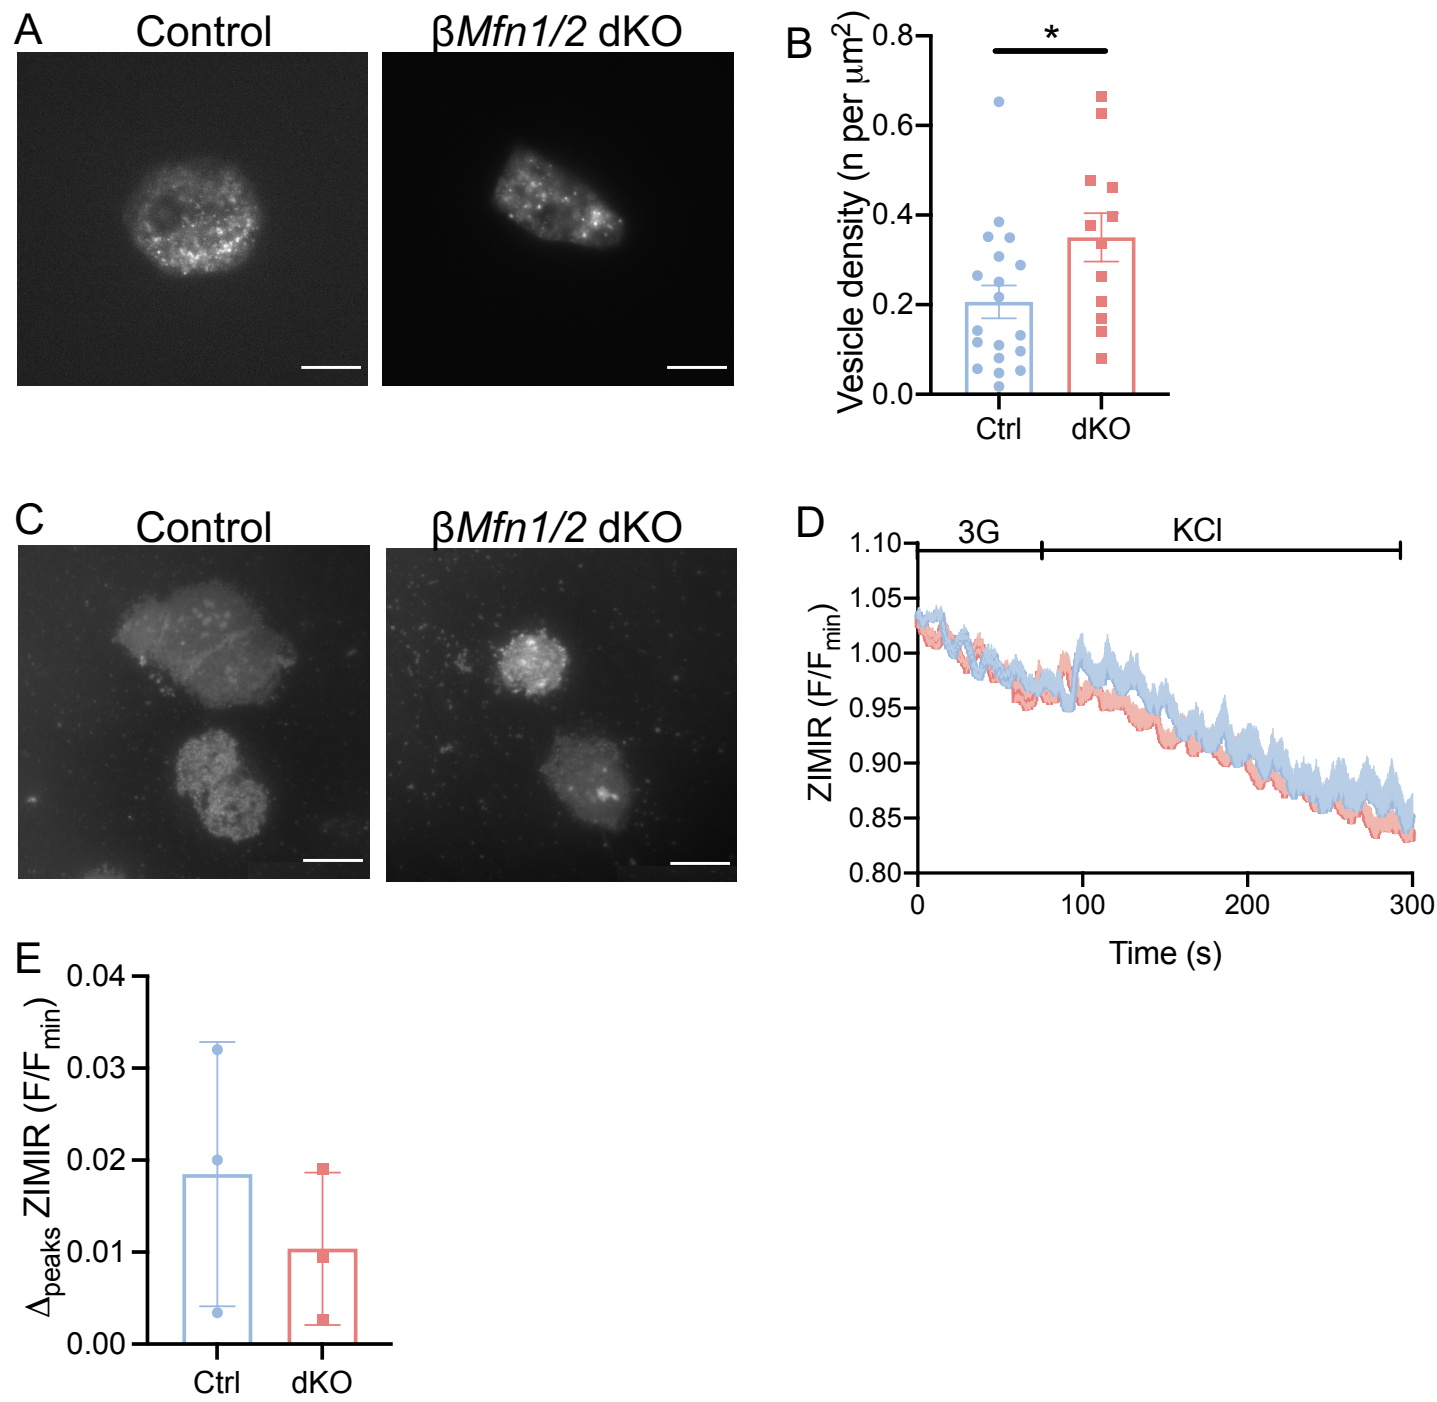 A
Control
βMfn1/2 dKO
B
Vesicle density (n per μm2)
0.8
0.6
0.4
0.2
0.0
*
Ctrl
dKO
C
Control
βMfn1/2 dKO
D
ZIMIR (F/Fmin)
1.10
1.05
1.00
0.95
0.90
0.85
0.80
3G
KCl
0
100
200
300
Time (s)
E
Δpeaks ZIMIR (F/Fmin)
0.04
0.03
0.02
0.01
0.00
Ctrl
dKO